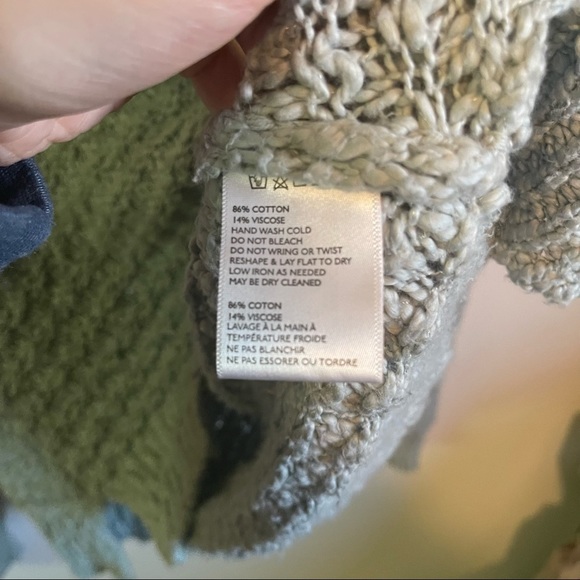 86% COTTON
14% VISCOSE
HAND WASH COLD
DO NOT BLEACH
DO NOT WRING OR TWIST
RESHAPE & LAY FLAT TO DRY
LOW IRON AS NEEDED
MAY BE DRY CLEANED
86% COTON
14% VISCOSE
LAVAGE À LA MAIN À
TEMPÉRATURE FROIDE
NE PAS BLANCHIR
NE PAS ESSORER OU TORDRE